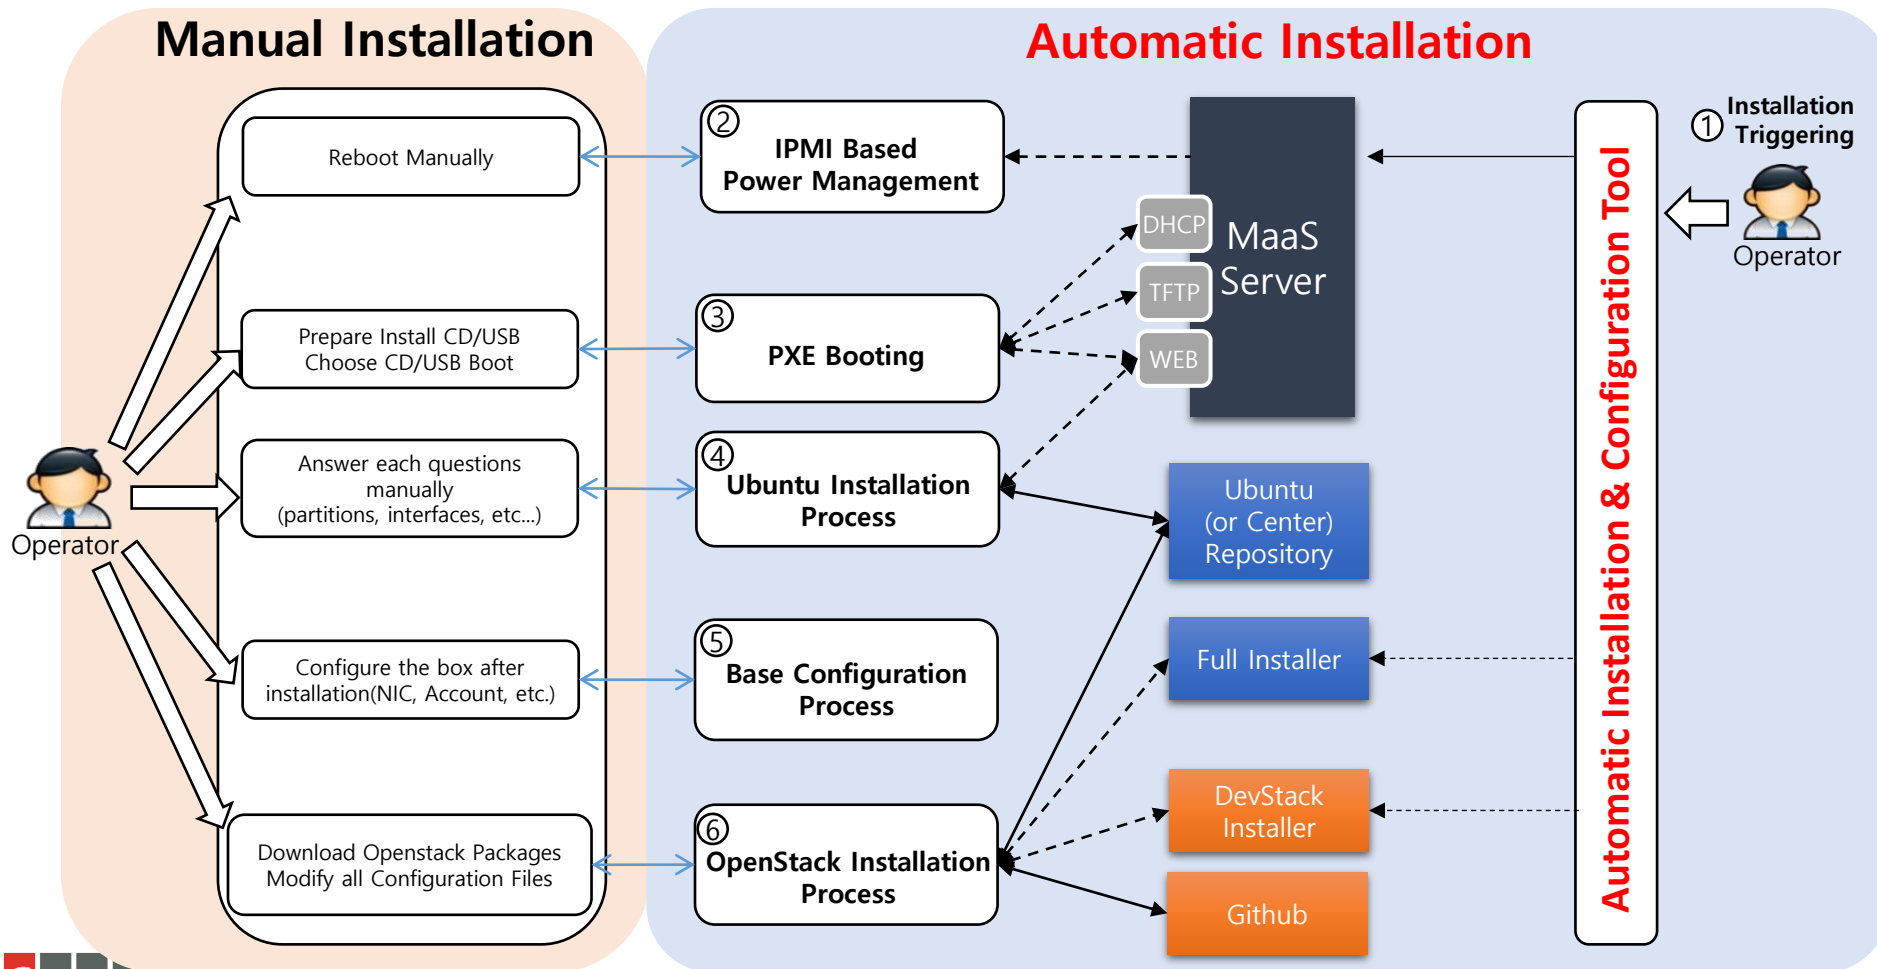 Manual Installation
Automatic Installation
Reboot Manually
Prepare Install CD/USB
Choose CD/USB Boot
Answer each questions
manually
(partitions, interfaces, etc...)
Configure the box after
installation(NIC, Account, etc.)
Download Openstack Packages
Modify all Configuration Files
Operator
②
IPMI Based
Power Management
③
PXE Booting
④
Ubuntu Installation
Process
⑤
Base Configuration
Process
⑥
OpenStack Installation
Process
DHCP
TFTP
WEB
MaaS
Server
Ubuntu
(or Center)
Repository
Full Installer
DevStack
Installer
Github
Automatic Installation & Configuration Tool
①
Installation
Triggering
Operator